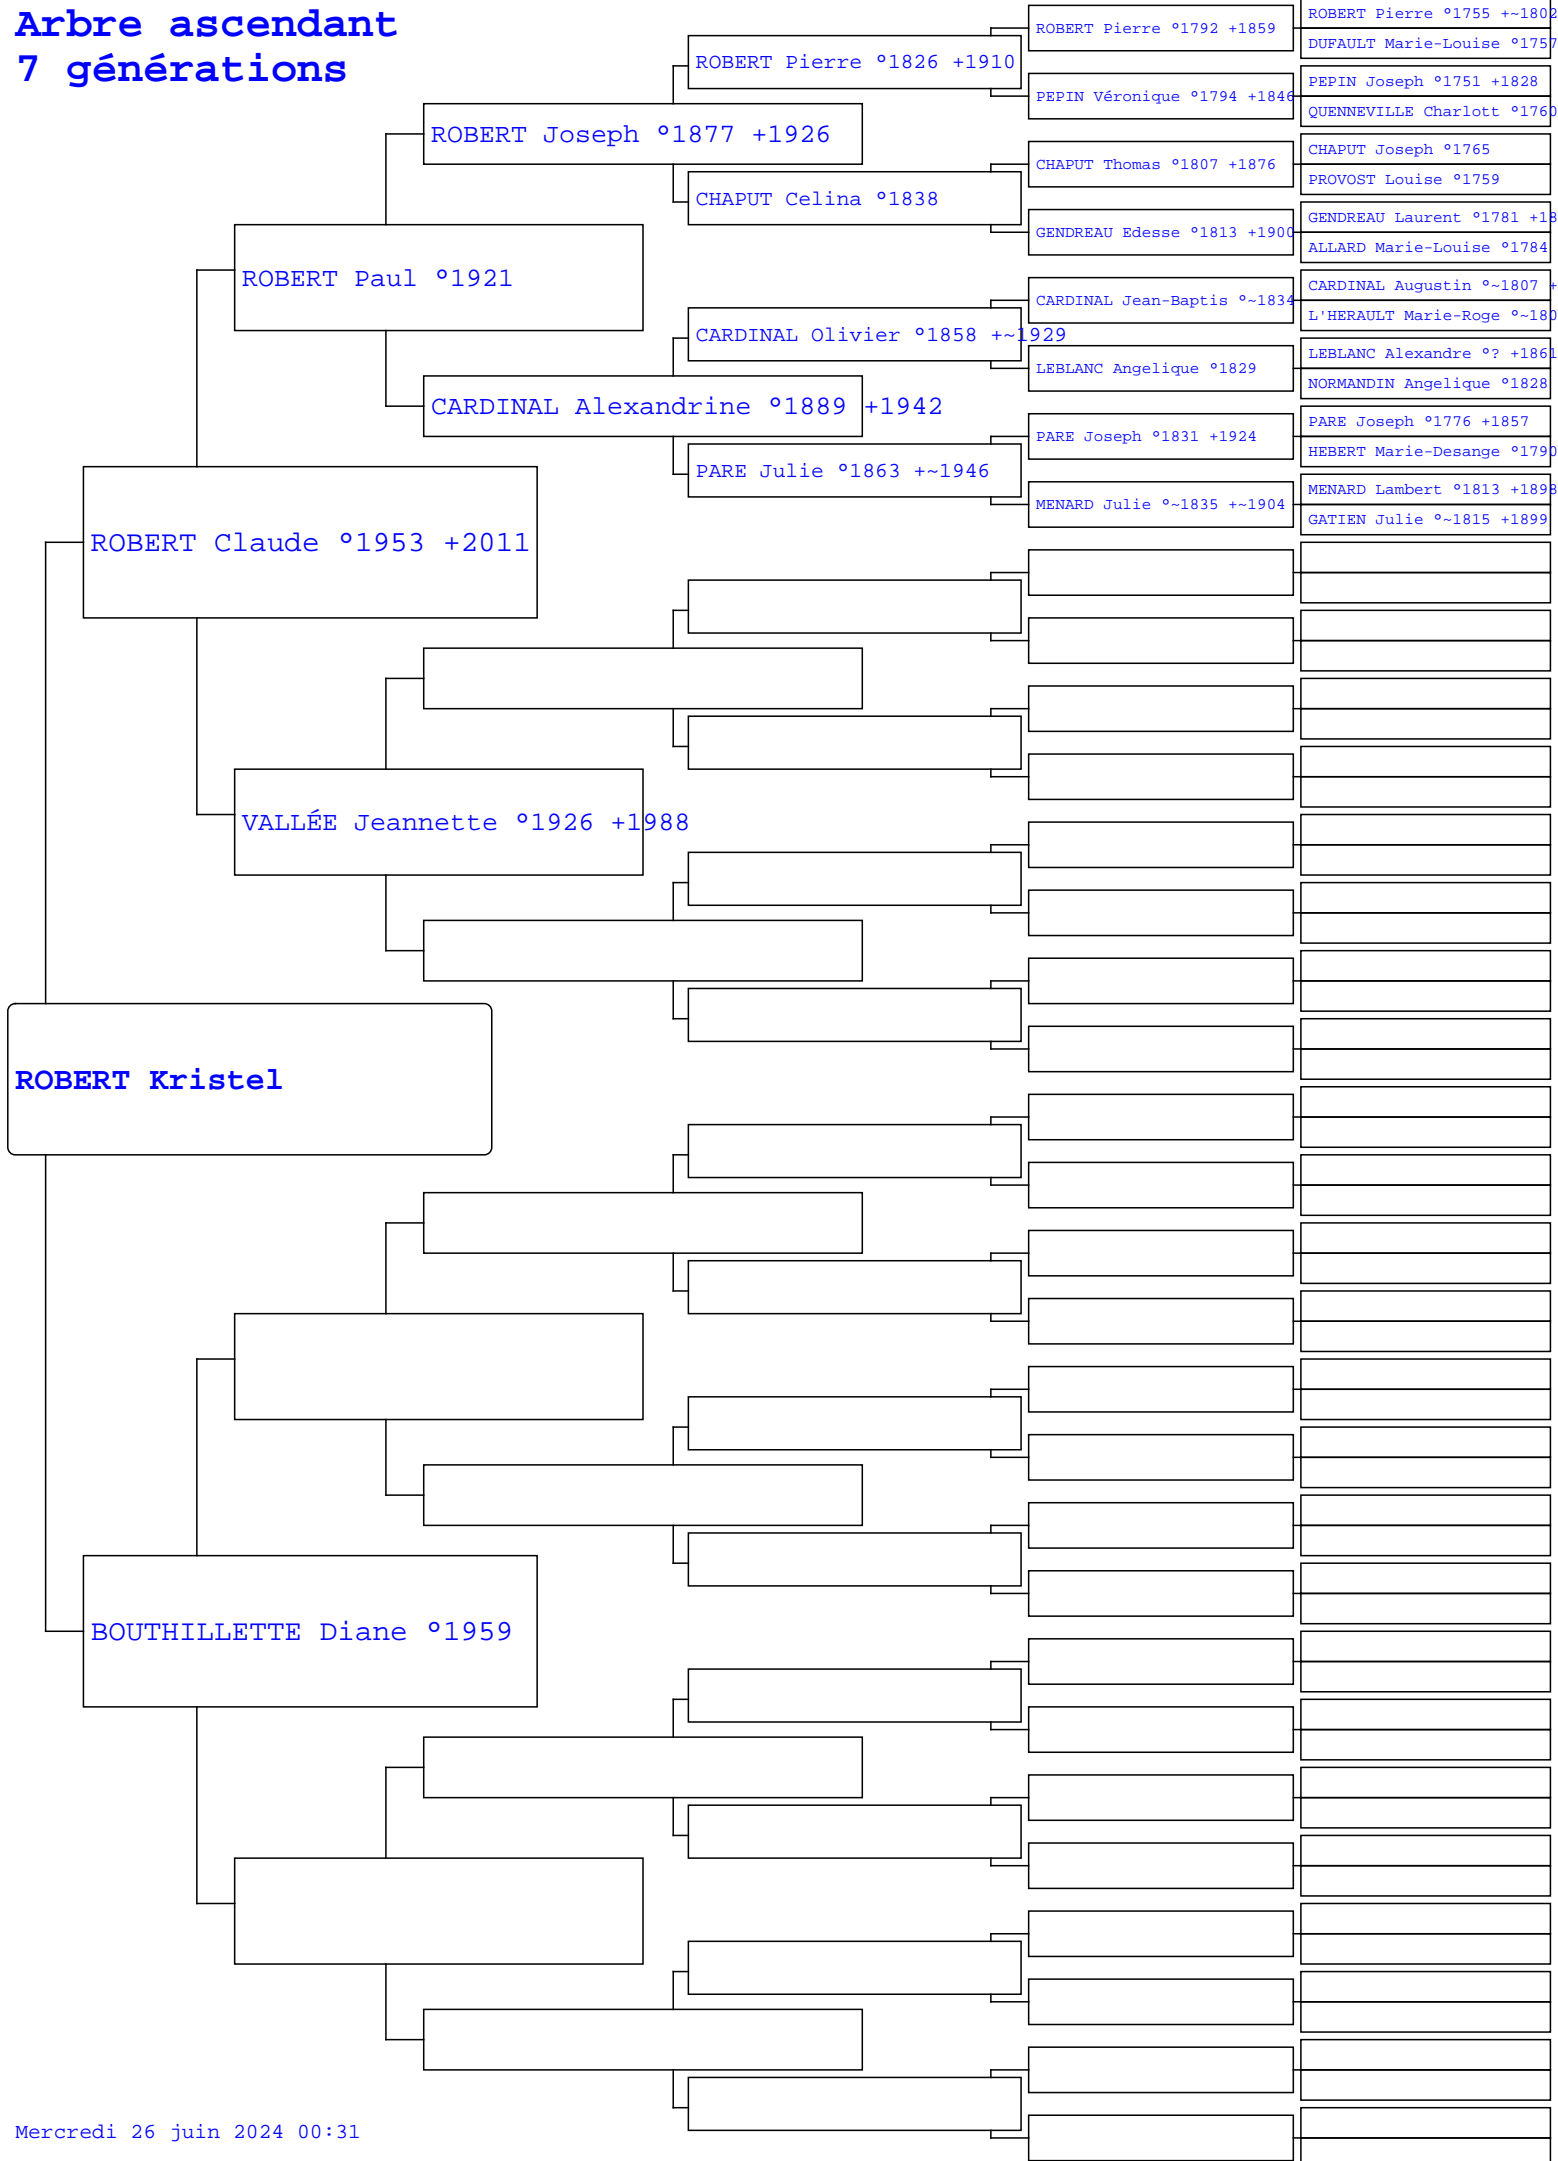 Arbre ascendant
7 générations
ROBERT Kristel
ROBERT Claude °1953 +2011
BOUTHILLETTE Diane °1959
ROBERT Paul °1921
VALLÉE Jeannette °1926 +1988
ROBERT Joseph °1877 +1926
CARDINAL Alexandrine °1889 +1942
ROBERT Pierre °1826 +1910
CHAPUT Celina °1838
CARDINAL Olivier °1858 +~1929
PARE Julie °1863 +~1946
ROBERT Pierre °1792 +1859
PEPIN Véronique °1794 +1846
CHAPUT Thomas °1807 +1876
GENDREAU Edesse °1813 +1900
CARDINAL Jean-Baptis °~1834
LEBLANC Angelique °1829
PARE Joseph °1831 +1924
MENARD Julie °~1835 +~1904
ROBERT Pierre °1755 +~1802
DUFAULT Marie-Louise °1757
PEPIN Joseph °1751 +1828
QUENNEVILLE Charlott °1760
CHAPUT Joseph °1765
PROVOST Louise °1759
GENDREAU Laurent °1781 +18
ALLARD Marie-Louise °1784
CARDINAL Augustin °~1807 +
L'HERAULT Marie-Roge °~180
LEBLANC Alexandre °? +1861
NORMANDIN Angelique °1828
PARE Joseph °1776 +1857
HEBERT Marie-Desange °1790
MENARD Lambert °1813 +1898
GATIEN Julie °~1815 +1899
Mercredi 26 juin 2024 00:31